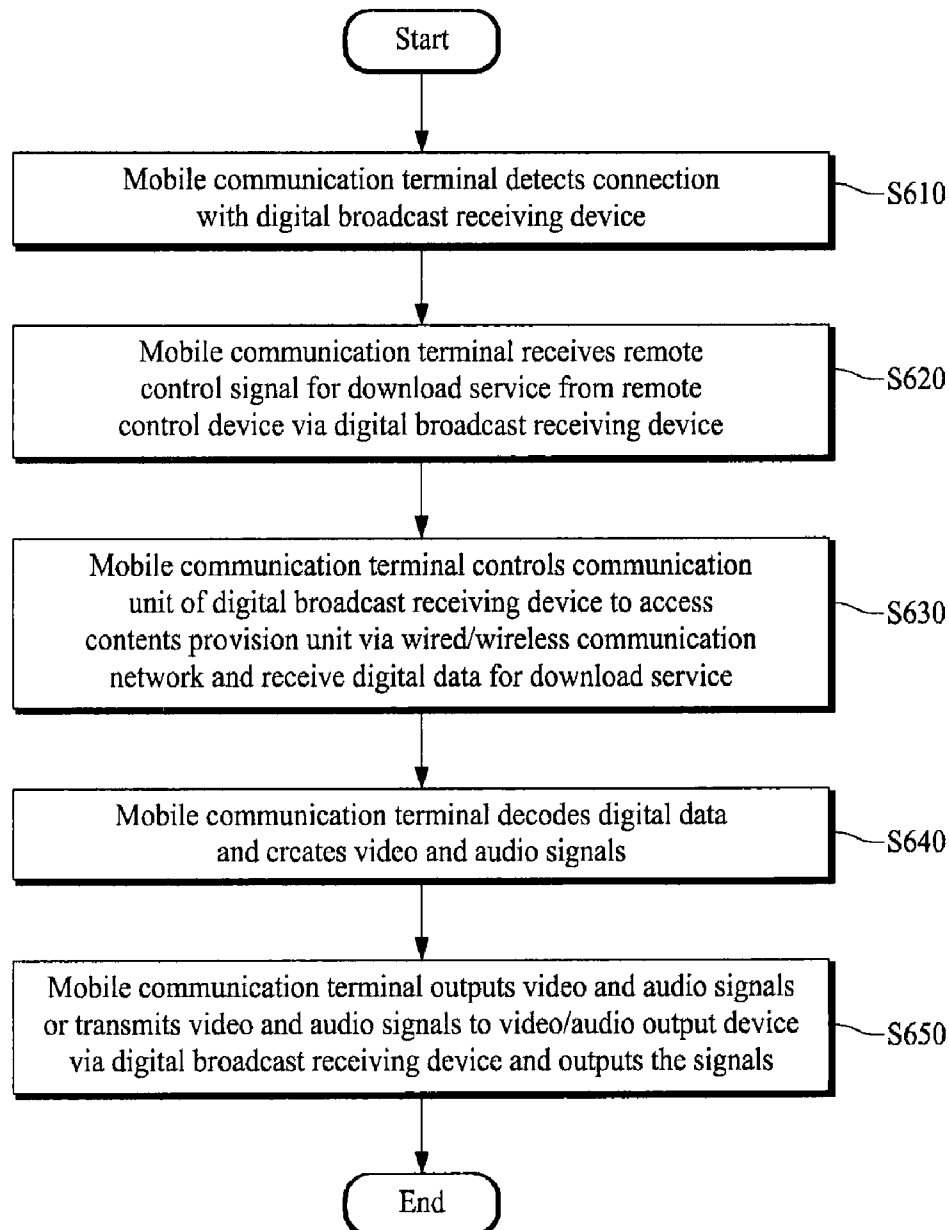 Start
Mobile communication terminal detects connection
with digital broadcast receiving device
S610
Mobile communication terminal receives remote
control signal for download service from remote
control device via digital broadcast receiving device
S620
Mobile communication terminal controls communication
unit of digital broadcast receiving device to access
contents provision unit via wired/wireless communication
network and receive digital data for download service
S630
Mobile communication terminal decodes digital data
and creates video and audio signals
S640
Mobile communication terminal outputs video and audio signals
or transmits video and audio signals to video/audio output device
via digital broadcast receiving device and outputs the signals
S650
End